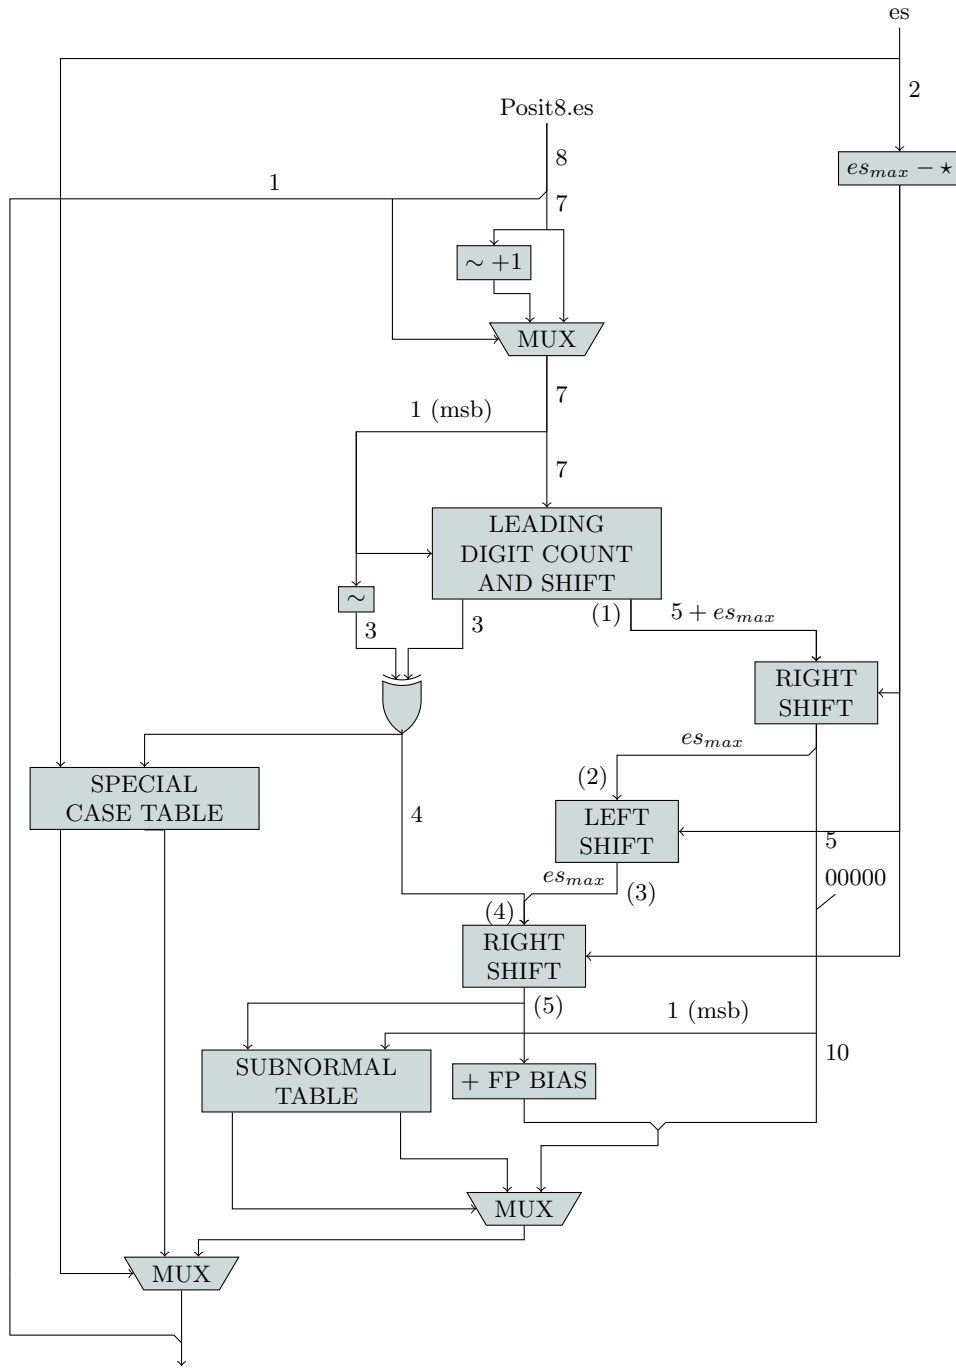 es
2
Posit8.es
8
es_max − ⋆
1
7
∼ +1
MUX
7
1 (msb)
7
LEADING
DIGIT COUNT
AND SHIFT
∼
(1)
5 + es_max
3
3
RIGHT
SHIFT
es_max
(2)
SPECIAL
CASE TABLE
4
LEFT
SHIFT
5
es_max
(3)
00000
(4)
RIGHT
SHIFT
(5)
1 (msb)
10
SUBNORMAL
TABLE
+ FP BIAS
MUX
MUX